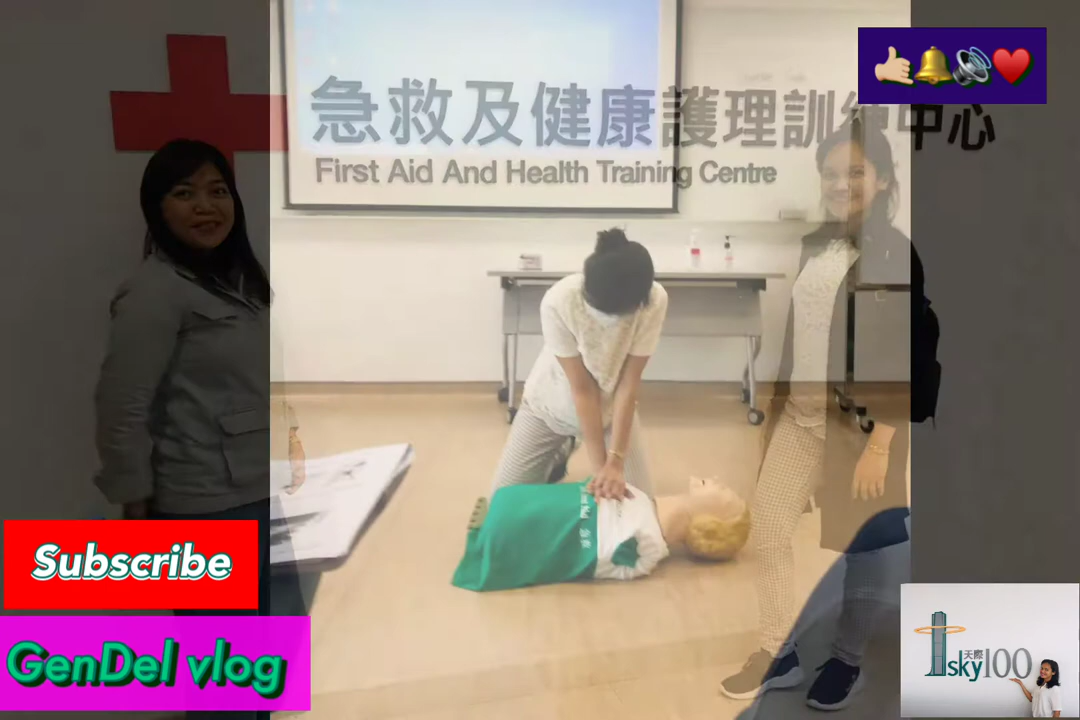 急救及健康護理訓練中心
First Aid And Health Training Centre
Subscribe
GenDel vlog
天際
sky100